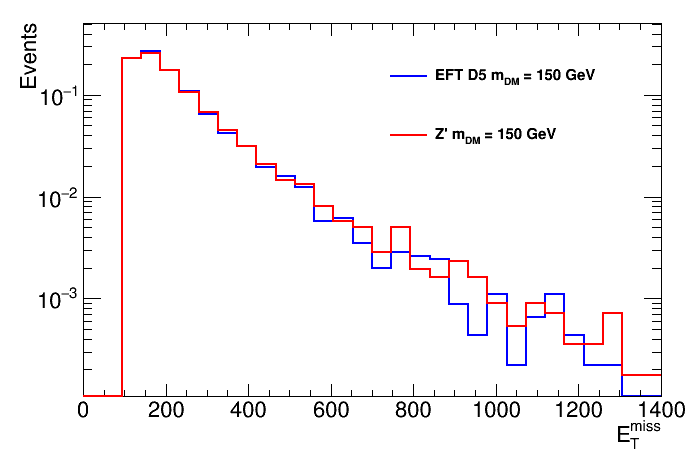 Events
EFT D5 m_DM = 150 GeV
Z' m_DM = 150 GeV
10⁻¹
10⁻²
10⁻³
0 200 400 600 800 1000 1200 1400
E_T^miss